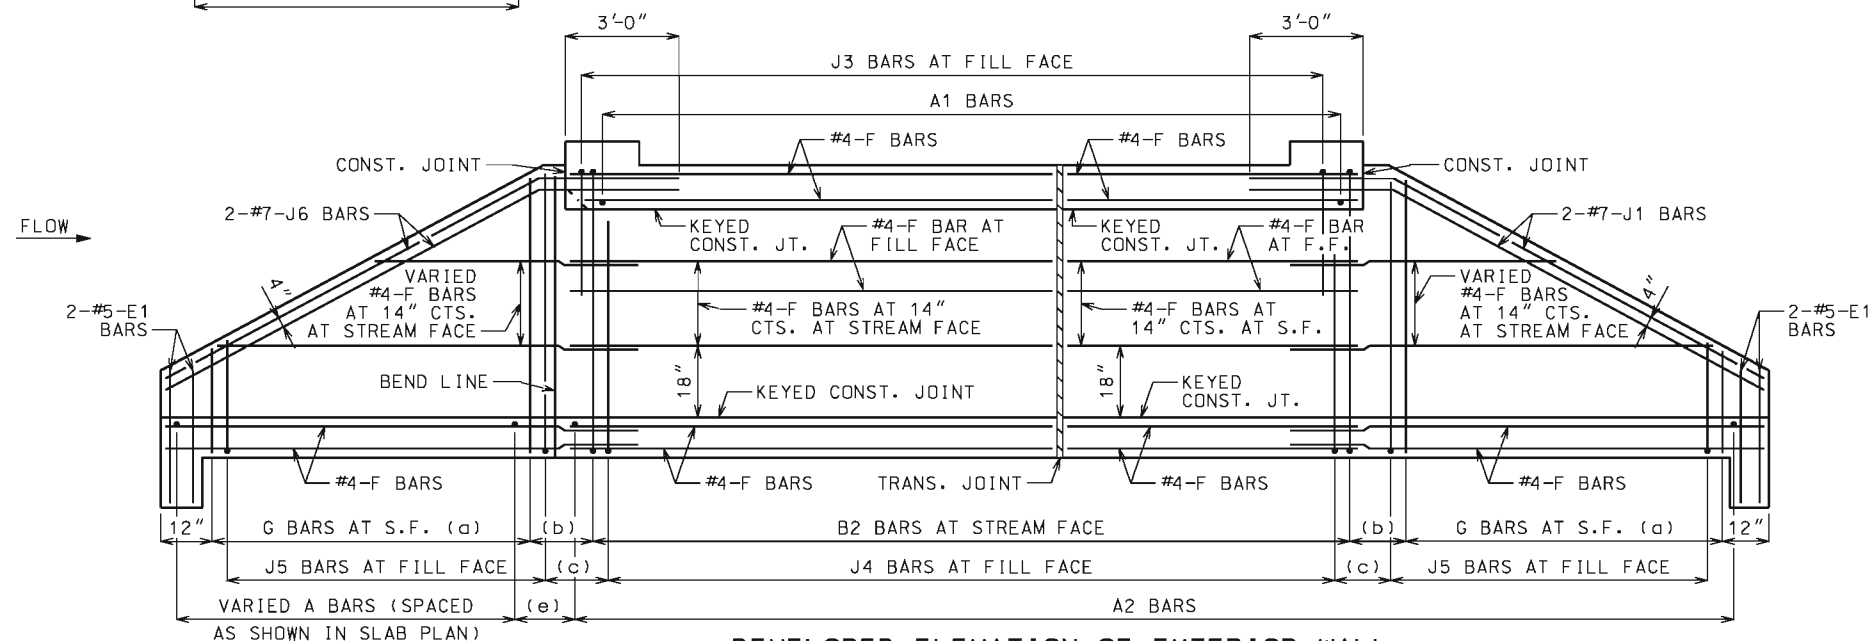 3'-0"
3'-0"
J3 BARS AT FILL FACE
A1 BARS
#4-F BARS
#4-F BARS
CONST. JOINT
CONST. JOINT
2-#7-J6 BARS
2-#7-J1 BARS
FLOW
KEYED
CONST. JT.
#4-F BAR AT
FILL FACE
KEYED
CONST. JT.
#4-F BAR
AT F.F.
VARIED
#4-F BARS
AT 14" CTS.
AT STREAM FACE
4"
#4-F BARS AT 14"
CTS. AT STREAM FACE
#4-F BARS AT
14" CTS. AT S.F.
VARIED
#4-F BARS
AT 14" CTS.
AT STREAM FACE
4"
2-#5-E1
BARS
2-#5-E1
BARS
BEND LINE
18"
KEYED CONST. JOINT
18"
KEYED
CONST. JT.
#4-F BARS
#4-F BARS
TRANS. JOINT
#4-F BARS
#4-F BARS
12"
G BARS AT S.F. (a)
(b)
B2 BARS AT STREAM FACE
(b)
G BARS AT S.F. (a)
12"
J5 BARS AT FILL FACE
(c)
J4 BARS AT FILL FACE
(c)
J5 BARS AT FILL FACE
VARIED A BARS (SPACED
AS SHOWN IN SLAB PLAN)
(e)
A2 BARS
DEVELOPED ELEVATION OF EXTERIOR WALL